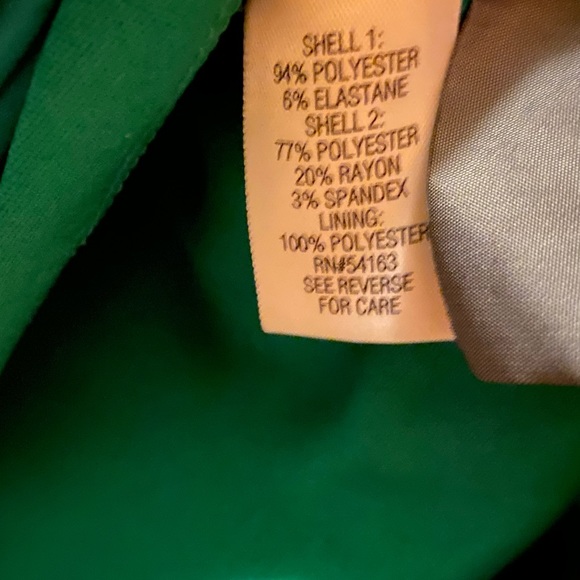 SHELL 1:
94% POLYESTER
6% ELASTANE
SHELL 2:
77% POLYESTER
20% RAYON
3% SPANDEX
LINING:
100% POLYESTER
RN#54163
SEE REVERSE
FOR CARE